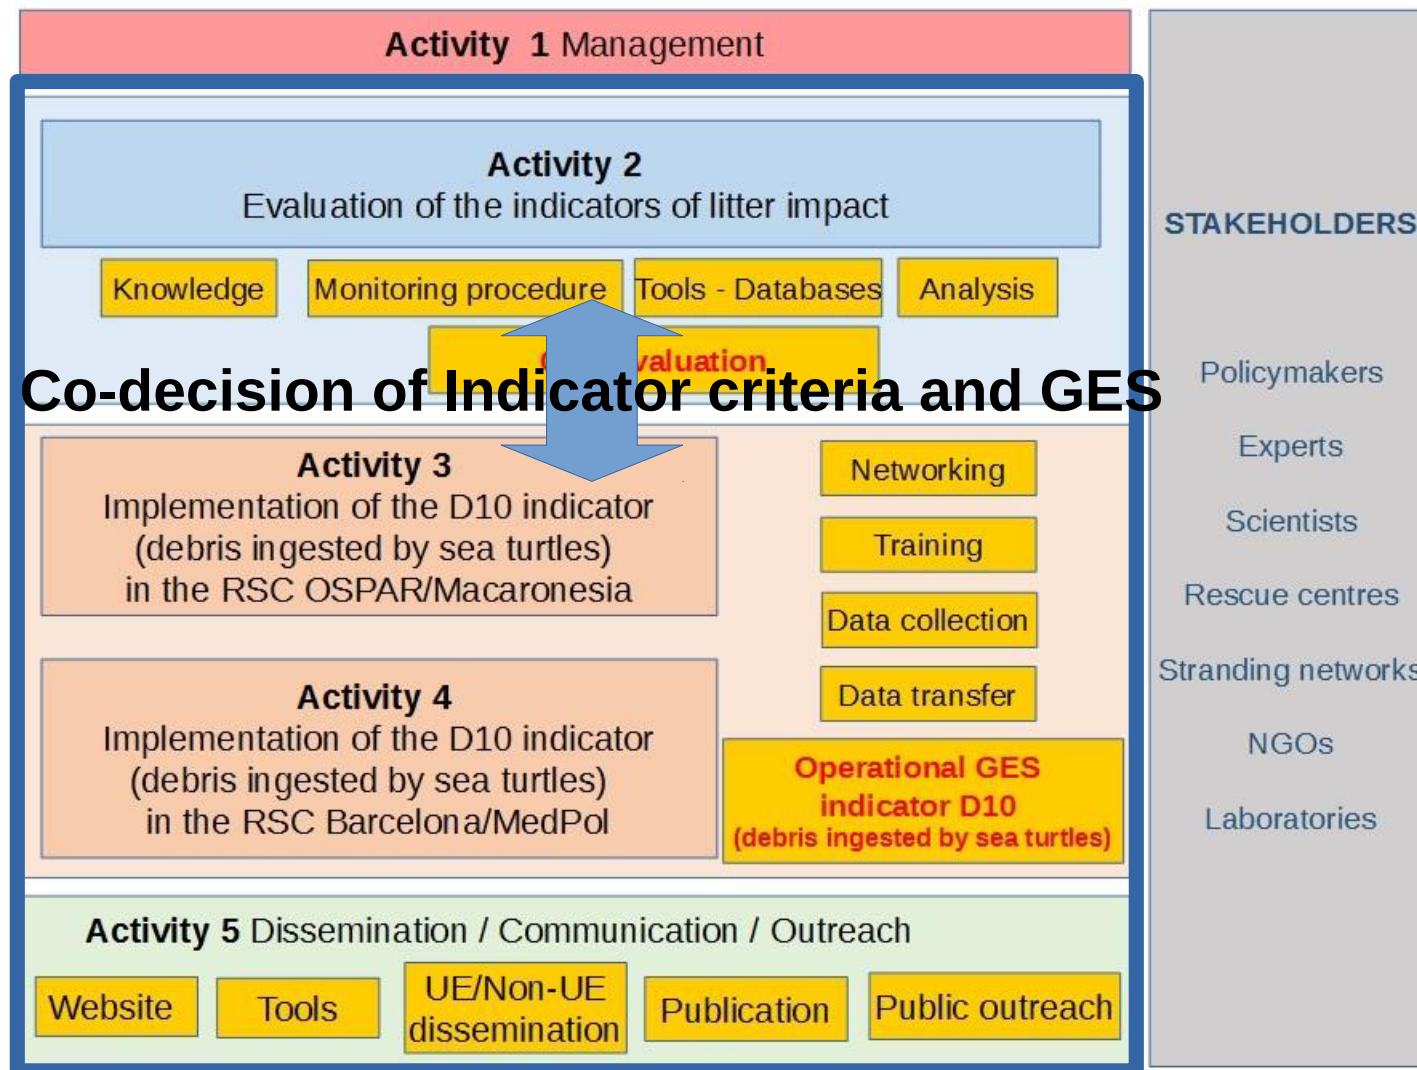 Activity 1 Management
Activity 2
Evaluation of the indicators of litter impact
Knowledge
Monitoring procedure
Tools - Databases
Analysis
Co-decision of Indicator criteria and GES
Activity 3
Implementation of the D10 indicator
(debris ingested by sea turtles)
in the RSC OSPAR/Macaronesia
Activity 4
Implementation of the D10 indicator
(debris ingested by sea turtles)
in the RSC Barcelona/MedPol
Networking
Training
Data collection
Data transfer
Operational GES
indicator D10
(debris ingested by sea turtles)
Activity 5 Dissemination / Communication / Outreach
Website
Tools
UE/Non-UE
dissemination
Publication
Public outreach
STAKEHOLDERS
Policymakers
Experts
Scientists
Rescue centres
Stranding networks
NGOs
Laboratories